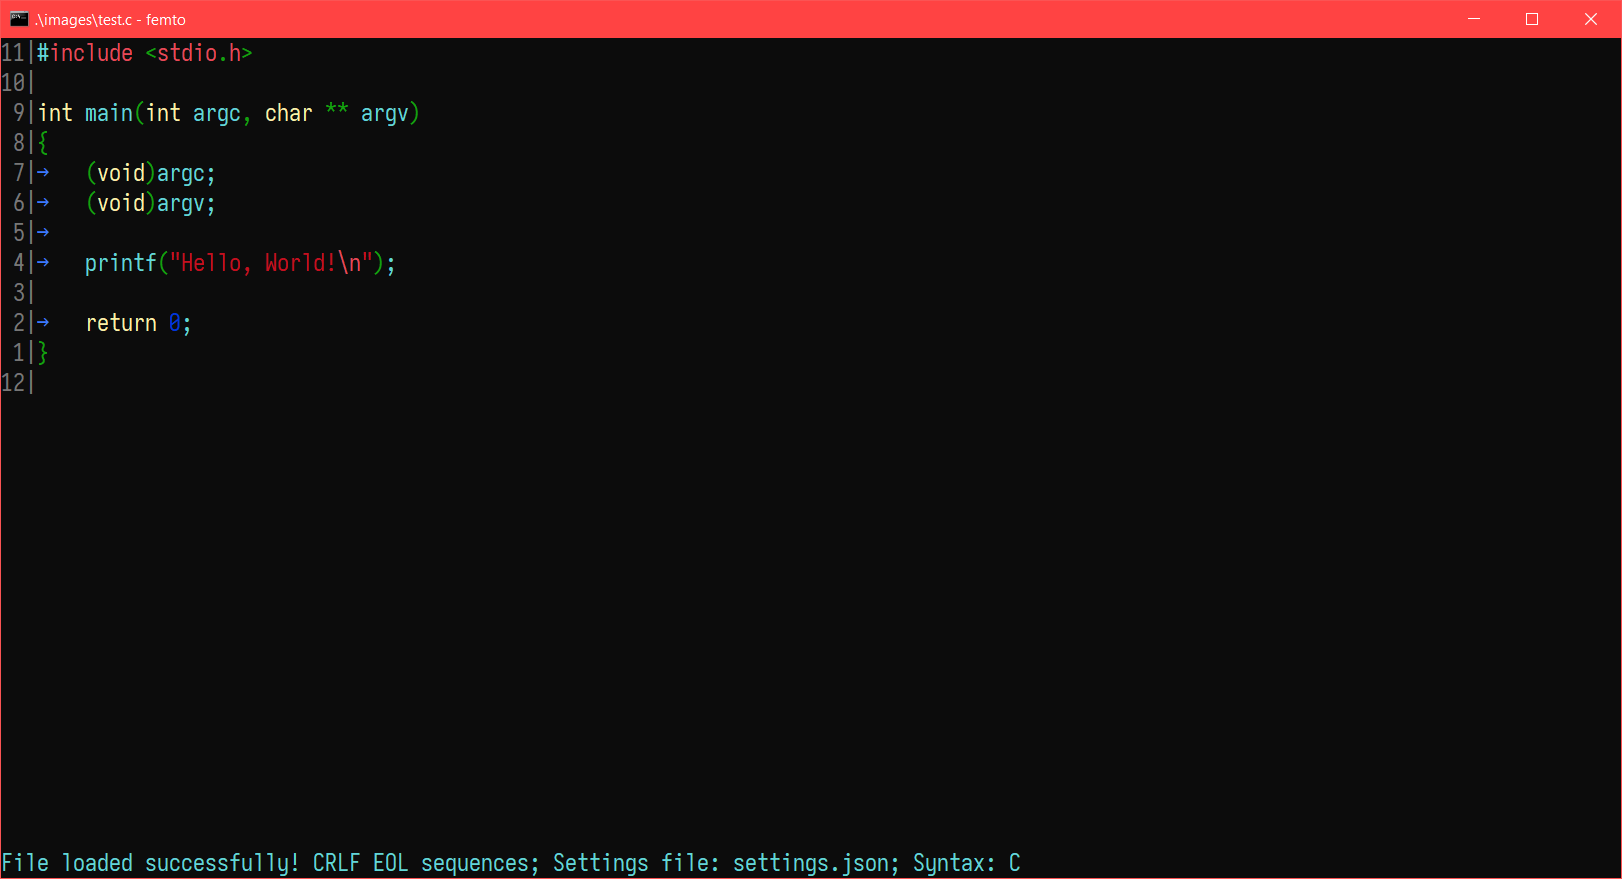 .\images\test.c - femto
11|#include <stdio.h>
10|
 9|int main(int argc, char ** argv)
 8|{
 7|→   (void)argc;
 6|→   (void)argv;
 5|→
 4|→   printf("Hello, World!\n");
 3|
 2|→   return 0;
 1|}
12|
File loaded successfully! CRLF EOL sequences; Settings file: settings.json; Syntax: C